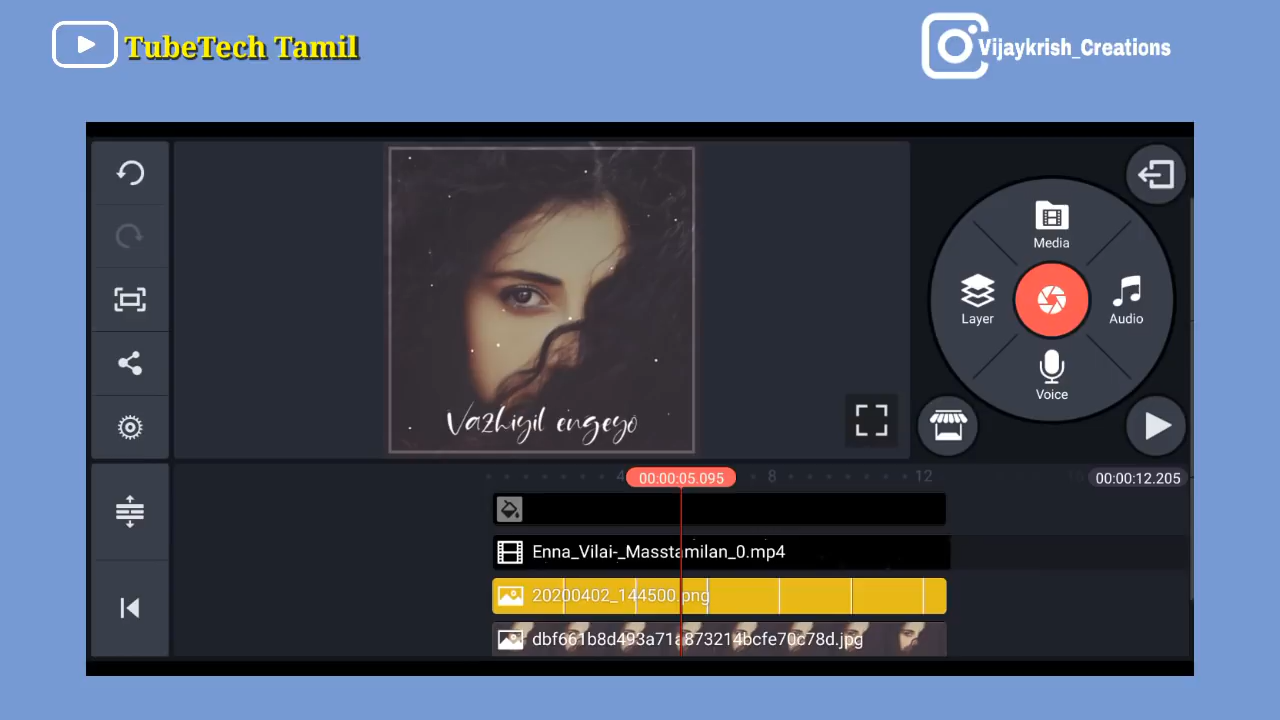 TubeTech Tamil
Vijaykrish_Creations
Media
Layer
Audio
Voice
Vazhiyil engeyo
4
00:00:05.095
8
12
00:00:12.205
Enna_Vilai-_Masstamilan_0.mp4
20200402_144500.png
dbf661b8d493a71a873214bcfe70c78d.jpg